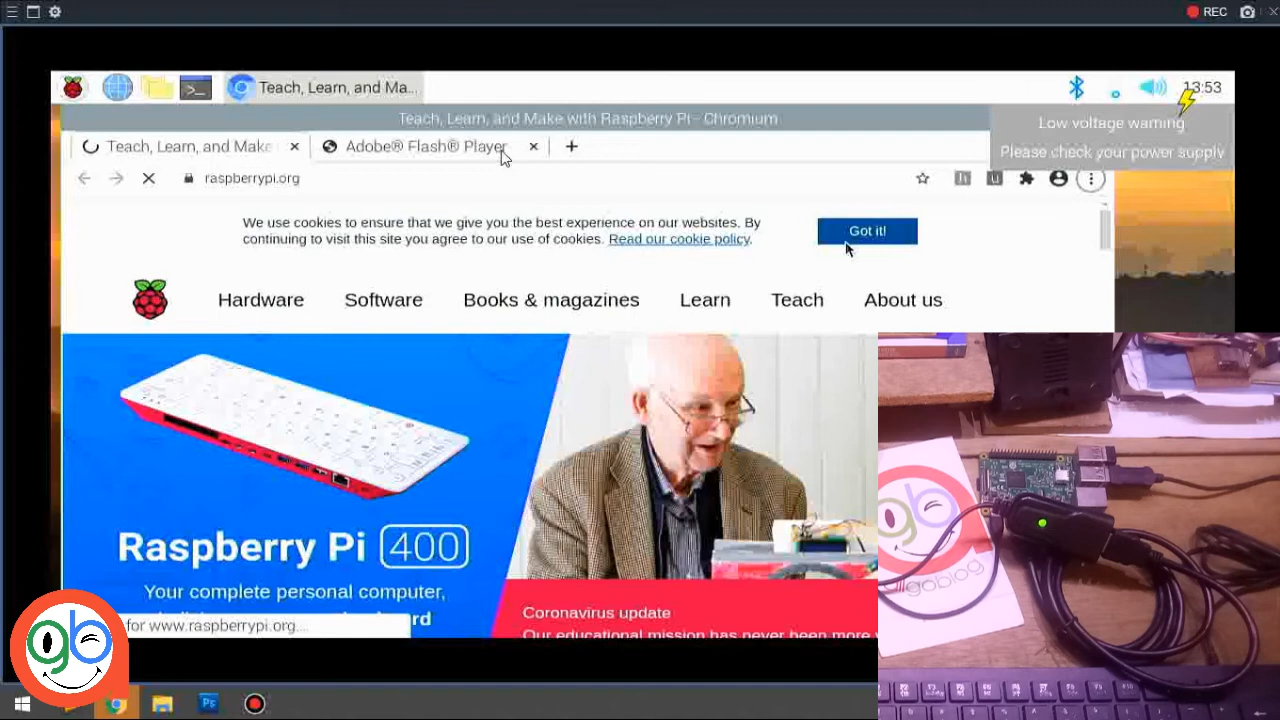 REC
Teach, Learn, and Ma...
13:53
Teach, Learn, and Make with Raspberry Pi - Chromium
Low voltage warning
Please check your power supply
Teach, Learn, and Make
Adobe® Flash® Player
raspberrypi.org
We use cookies to ensure that we give you the best experience on our websites. By
continuing to visit this site you agree to our use of cookies. Read our cookie policy.
Got it!
Hardware
Software
Books & magazines
Learn
Teach
About us
Raspberry Pi 400
Your complete personal computer,
Coronavirus update
Our educational mission has never been more
for www.raspberrypi.org...
gb
gb
goblog
Ps